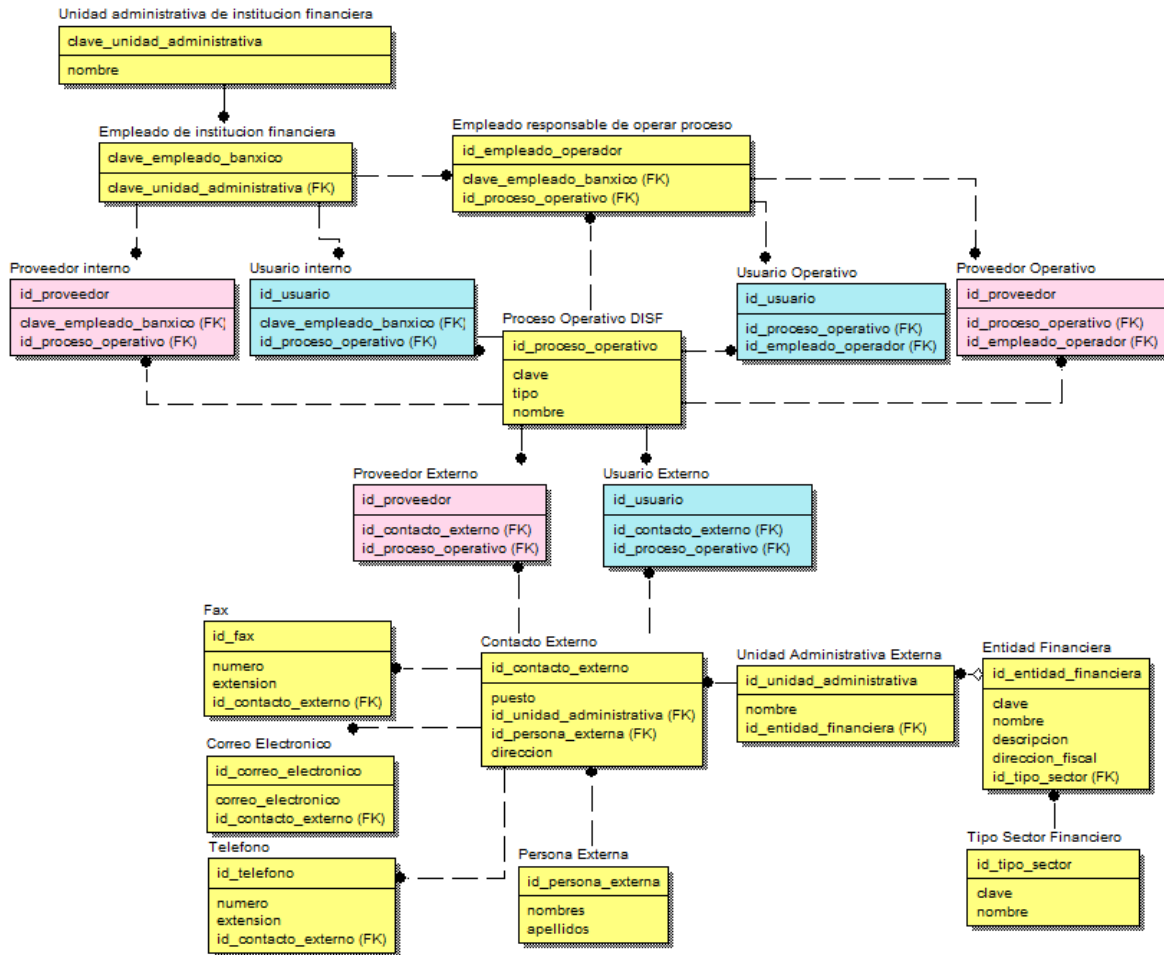 Unidad administrativa de institucion financiera
clave_unidad_administrativa
nombre
Empleado de institucion financiera
clave_empleado_banxico
clave_unidad_administrativa (FK)
Empleado responsable de operar proceso
id_empleado_operador
clave_empleado_banxico (FK)
id_proceso_operativo (FK)
Proveedor interno
id_proveedor
clave_empleado_banxico (FK)
id_proceso_operativo (FK)
Usuario interno
id_usuario
clave_empleado_banxico (FK)
id_proceso_operativo (FK)
Usuario Operativo
id_usuario
id_proceso_operativo (FK)
id_empleado_operador (FK)
Proveedor Operativo
id_proveedor
id_proceso_operativo (FK)
id_empleado_operador (FK)
Proceso Operativo DISF
id_proceso_operativo
clave
tipo
nombre
Proveedor Externo
id_proveedor
id_contacto_externo (FK)
id_proceso_operativo (FK)
Usuario Externo
id_usuario
id_contacto_externo (FK)
id_proceso_operativo (FK)
Fax
id_fax
numero
extension
id_contacto_externo (FK)
Contacto Externo
id_contacto_externo
puesto
id_unidad_administrativa (FK)
id_persona_externa (FK)
direccion
Unidad Administrativa Externa
id_unidad_administrativa
nombre
id_entidad_financiera (FK)
Entidad Financiera
id_entidad_financiera
clave
nombre
descripcion
direccion_fiscal
id_tipo_sector (FK)
Correo Electronico
id_correo_electronico
correo_electronico
id_contacto_externo (FK)
Telefono
id_telefono
numero
extension
id_contacto_externo (FK)
Persona Externa
id_persona_externa
nombres
apellidos
Tipo Sector Financiero
id_tipo_sector
clave
nombre